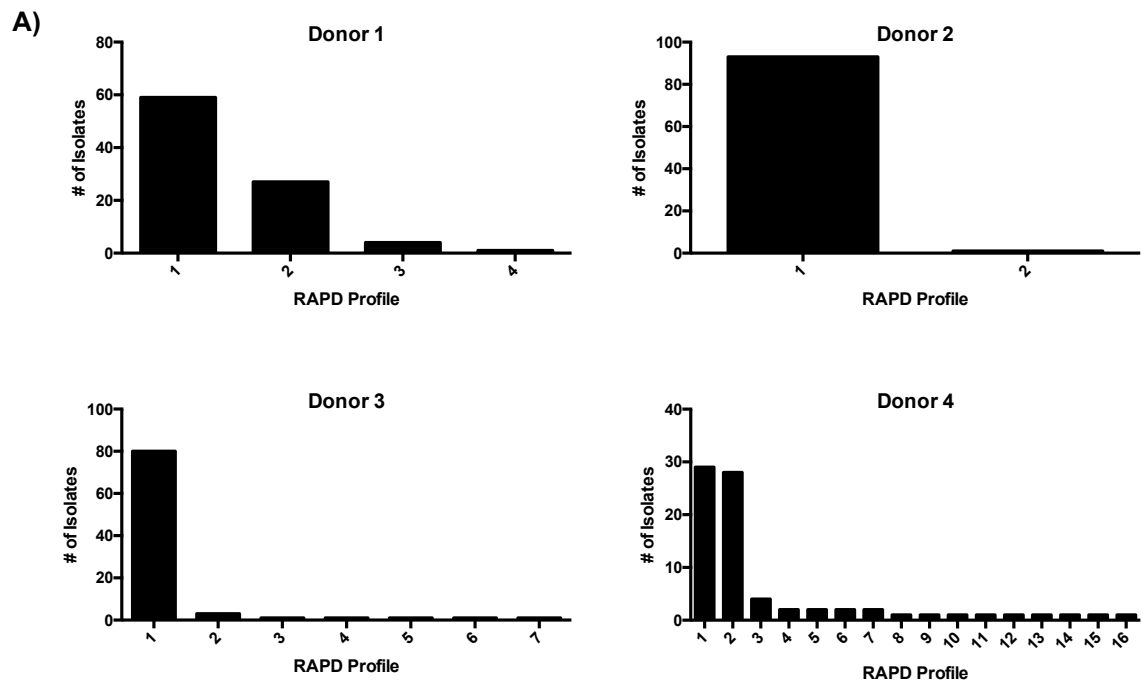 A)
Donor 1
80
60
40
20
0
# of Isolates
1 2 3 4
RAPD Profile
Donor 2
100
80
60
40
20
0
# of Isolates
1 2
RAPD Profile
Donor 3
100
80
60
40
20
0
# of Isolates
1 2 3 4 5 6 7
RAPD Profile
Donor 4
40
30
20
10
0
# of Isolates
1 2 3 4 5 6 7 8 9 10 11 12 13 14 15 16
RAPD Profile